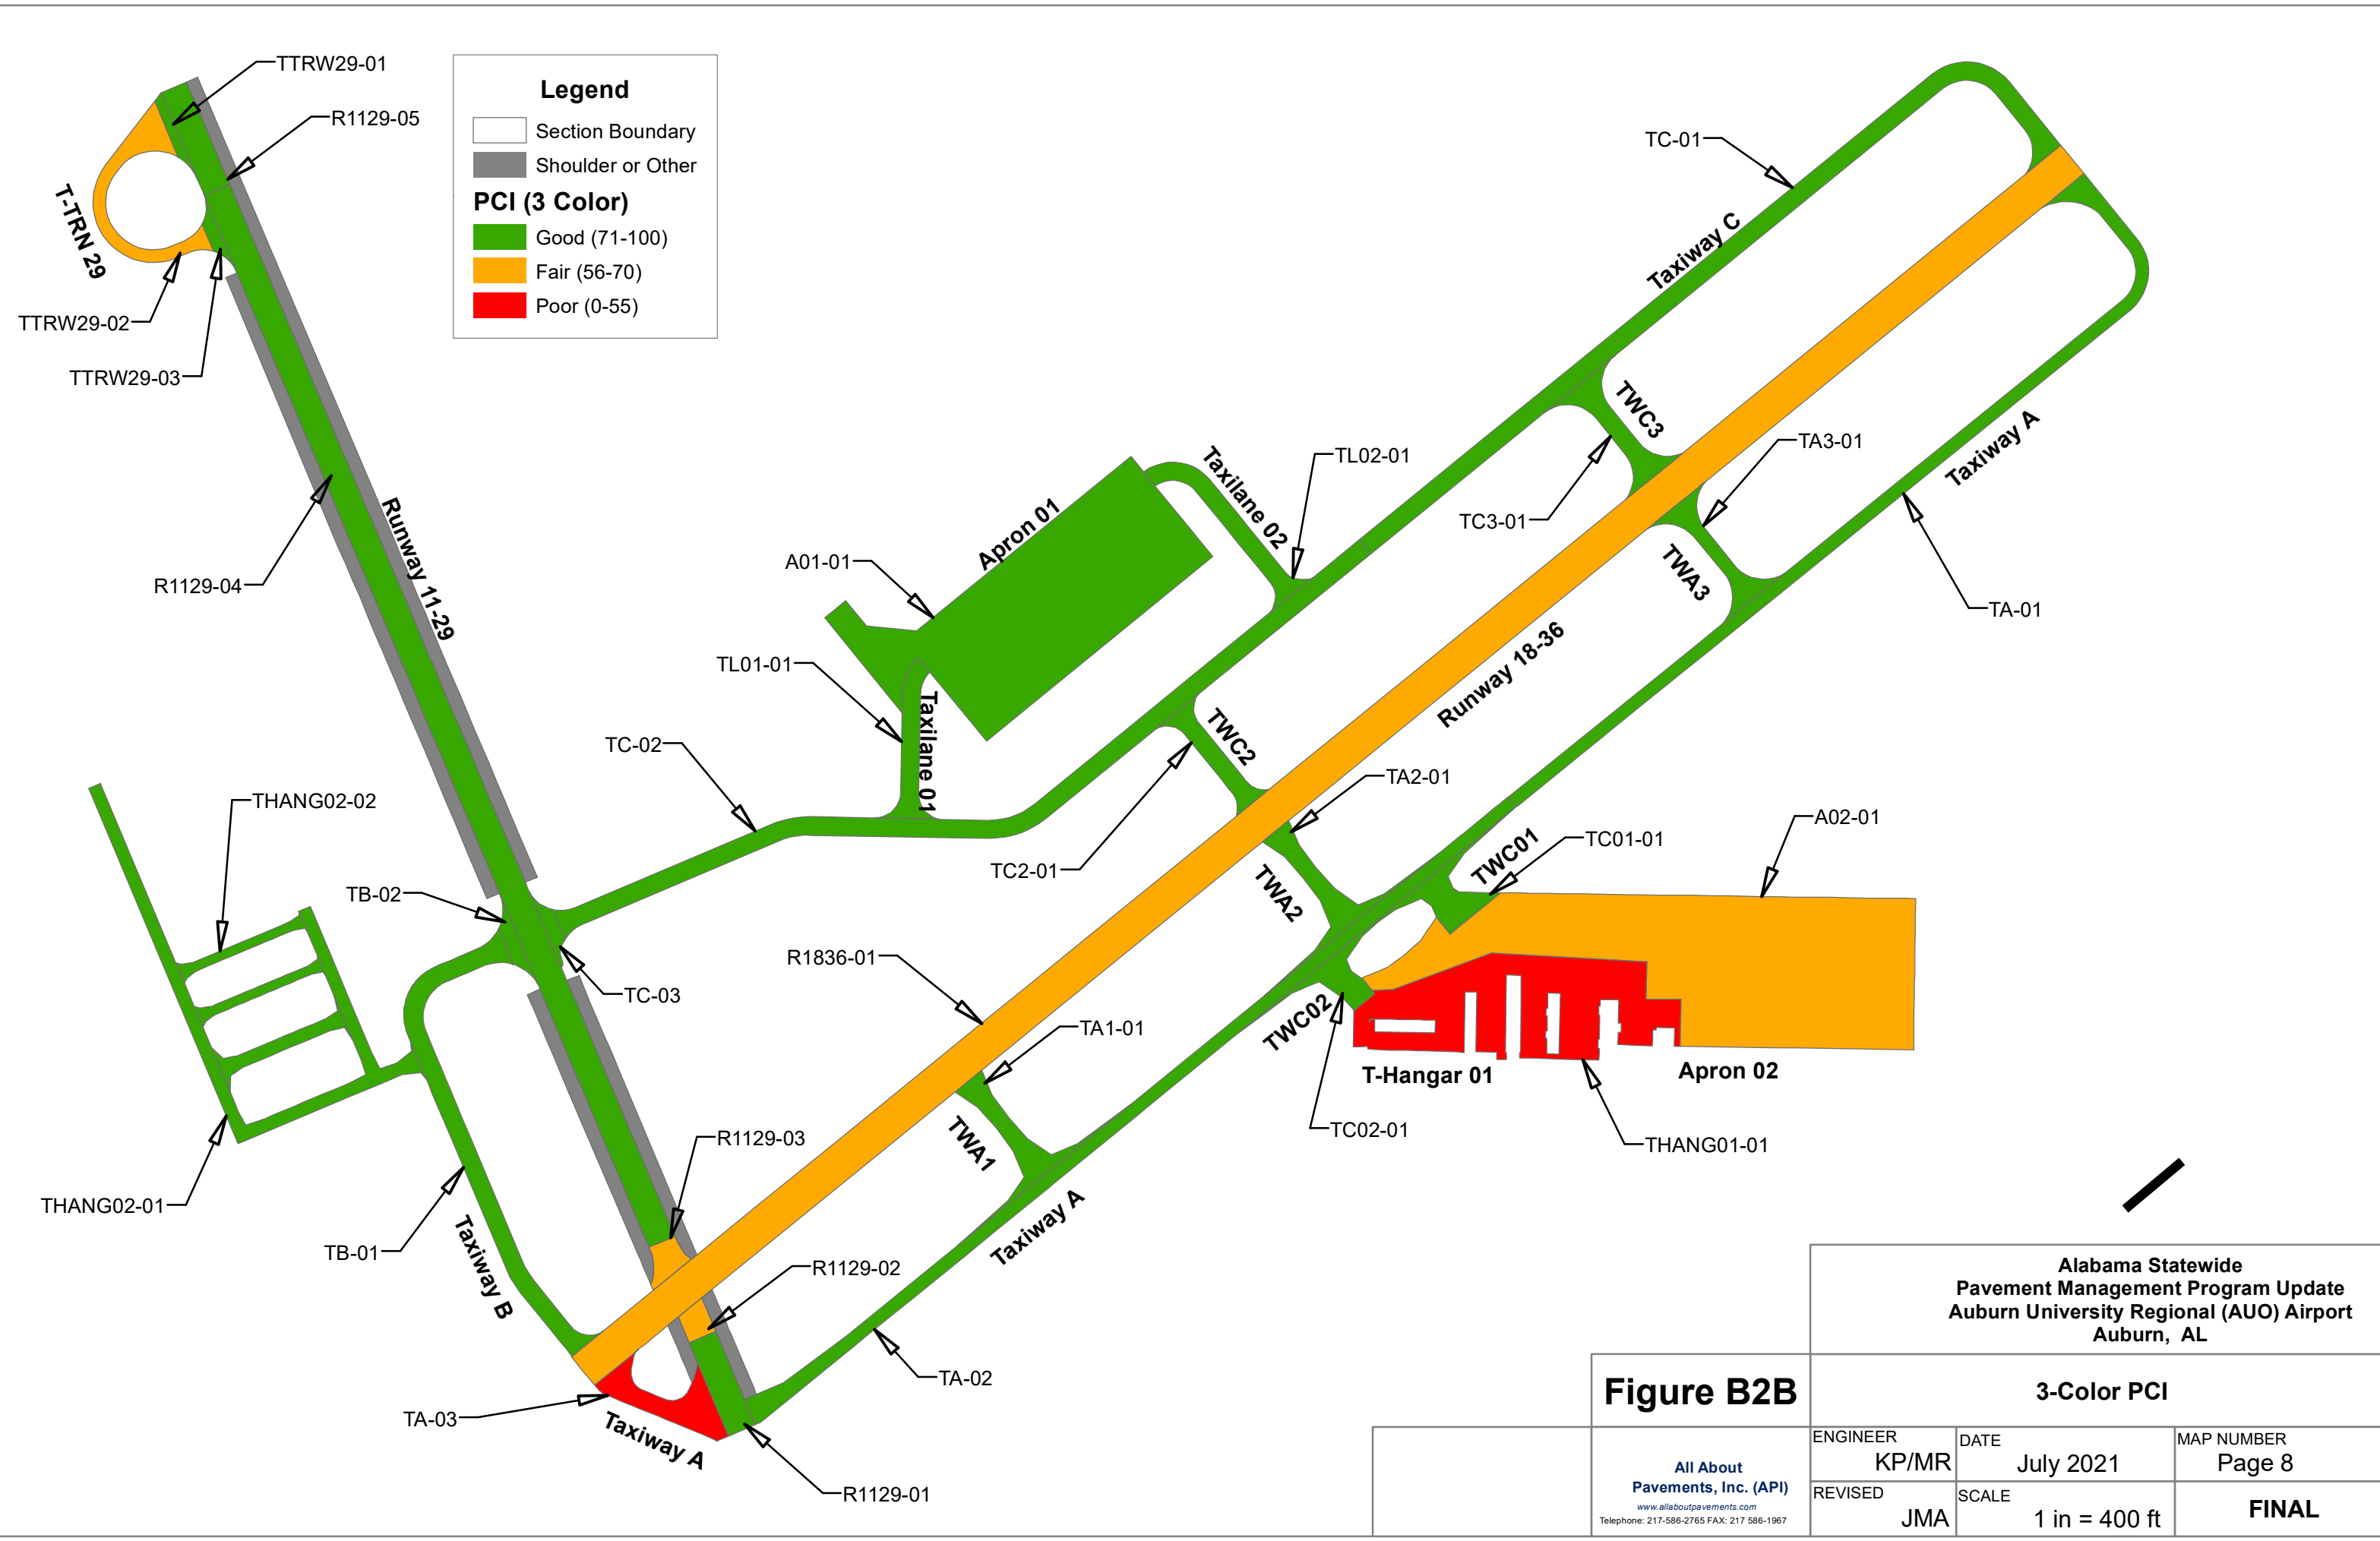 TTRW29-01
R1129-05
T-TRN 29
TTRW29-02
TTRW29-03
Legend
Section Boundary
Shoulder or Other
PCI (3 Color)
Good (71-100)
Fair (56-70)
Poor (0-55)
TC-01
Taxiway C
TWC3
TA3-01
Taxiway A
TL02-01
Taxilane 02
Apron 01
TC3-01
A01-01
TWA3
TA-01
R1129-04
Runway 11-29
TL01-01
Taxilane 01
Runway 18-36
TC-02
TWC2
TA2-01
THANG02-02
TC2-01
TWC01
TC01-01
A02-01
TB-02
TWA2
R1836-01
TC-03
TWC02
TA1-01
T-Hangar 01
Apron 02
TC02-01
THANG01-01
R1129-03
TWA1
THANG02-01
TB-01
Taxiway B
Taxiway A
R1129-02
TA-02
TA-03
Taxiway A
R1129-01
Alabama Statewide
Pavement Management Program Update
Auburn University Regional (AUO) Airport
Auburn, AL
Figure B2B
3-Color PCI
All About
Pavements, Inc. (API)
www.allaboutpavements.com
Telephone: 217-586-2765 FAX: 217 586-1967
ENGINEER
KP/MR
DATE
July 2021
MAP NUMBER
Page 8
REVISED
JMA
SCALE
1 in = 400 ft
FINAL